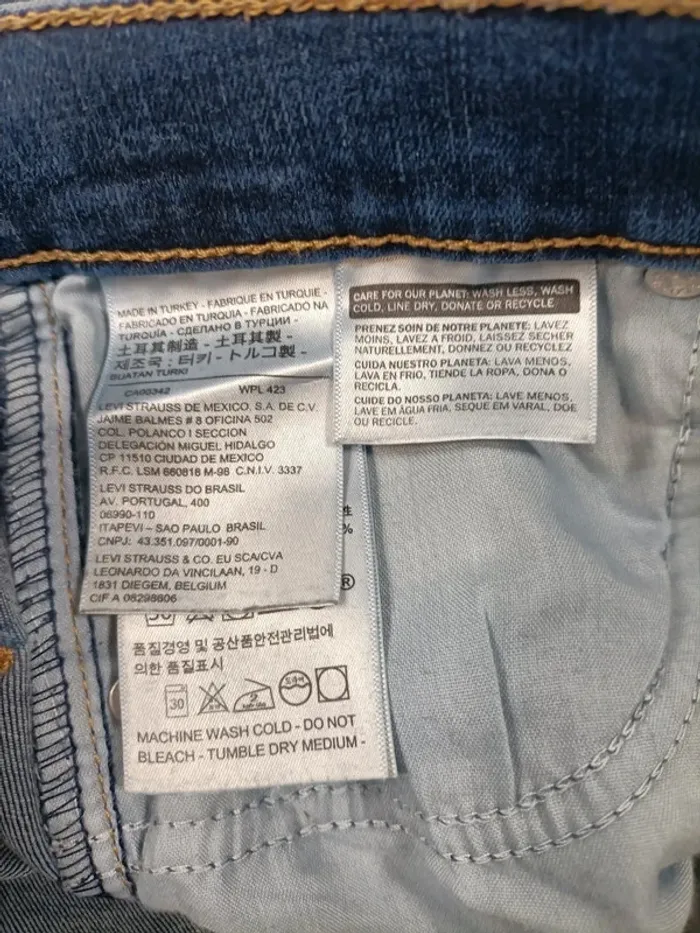 MADE IN TURKEY - FABRIQUE EN TURQUIE -
FABRICADO EN TURQUIA - FABRICADO NA
TURQUIA - СДЕЛАНО В ТУРЦИИ -
土耳其制造 - 土耳其製 -
제조국 : 터키 - トルコ製 -
BUATAN TURKI
CA00342 WPL 423
LEVI STRAUSS DE MEXICO, S.A. DE C.V.
JAIME BALMES # 8 OFICINA 502
COL. POLANCO I SECCION
DELEGACIÓN MIGUEL HIDALGO
CP 11510 CIUDAD DE MEXICO
R.F.C. LSM 660818 M-98 C.N.I.V. 3337
LEVI STRAUSS DO BRASIL
AV. PORTUGAL, 400
06990-110
ITAPEVI – SAO PAULO BRASIL
CNPJ: 43.351.097/0001-90
LEVI STRAUSS & CO. EU SCA/CVA
LEONARDO DA VINCILAAN, 19 - D
1831 DIEGEM, BELGIUM
CIF A 08298606
CARE FOR OUR PLANET: WASH LESS, WASH
COLD, LINE DRY, DONATE OR RECYCLE
PRENEZ SOIN DE NOTRE PLANETE: LAVEZ
MOINS, LAVEZ A FROID, LAISSEZ SECHER
NATURELLEMENT, DONNEZ OU RECYCLEZ
CUIDA NUESTRO PLANETA: LAVA MENOS,
LAVA EN FRIO, TIENDE LA ROPA, DONA O
RECICLA.
CUIDE DO NOSSO PLANETA: LAVE MENOS,
LAVE EM ÁGUA FRIA, SEQUE EM VARAL, DOE
OU RECICLE.
性
%
®
품질경영 및 공산품안전관리법에
의한 품질표시
30
MACHINE WASH COLD - DO NOT
BLEACH - TUMBLE DRY MEDIUM -